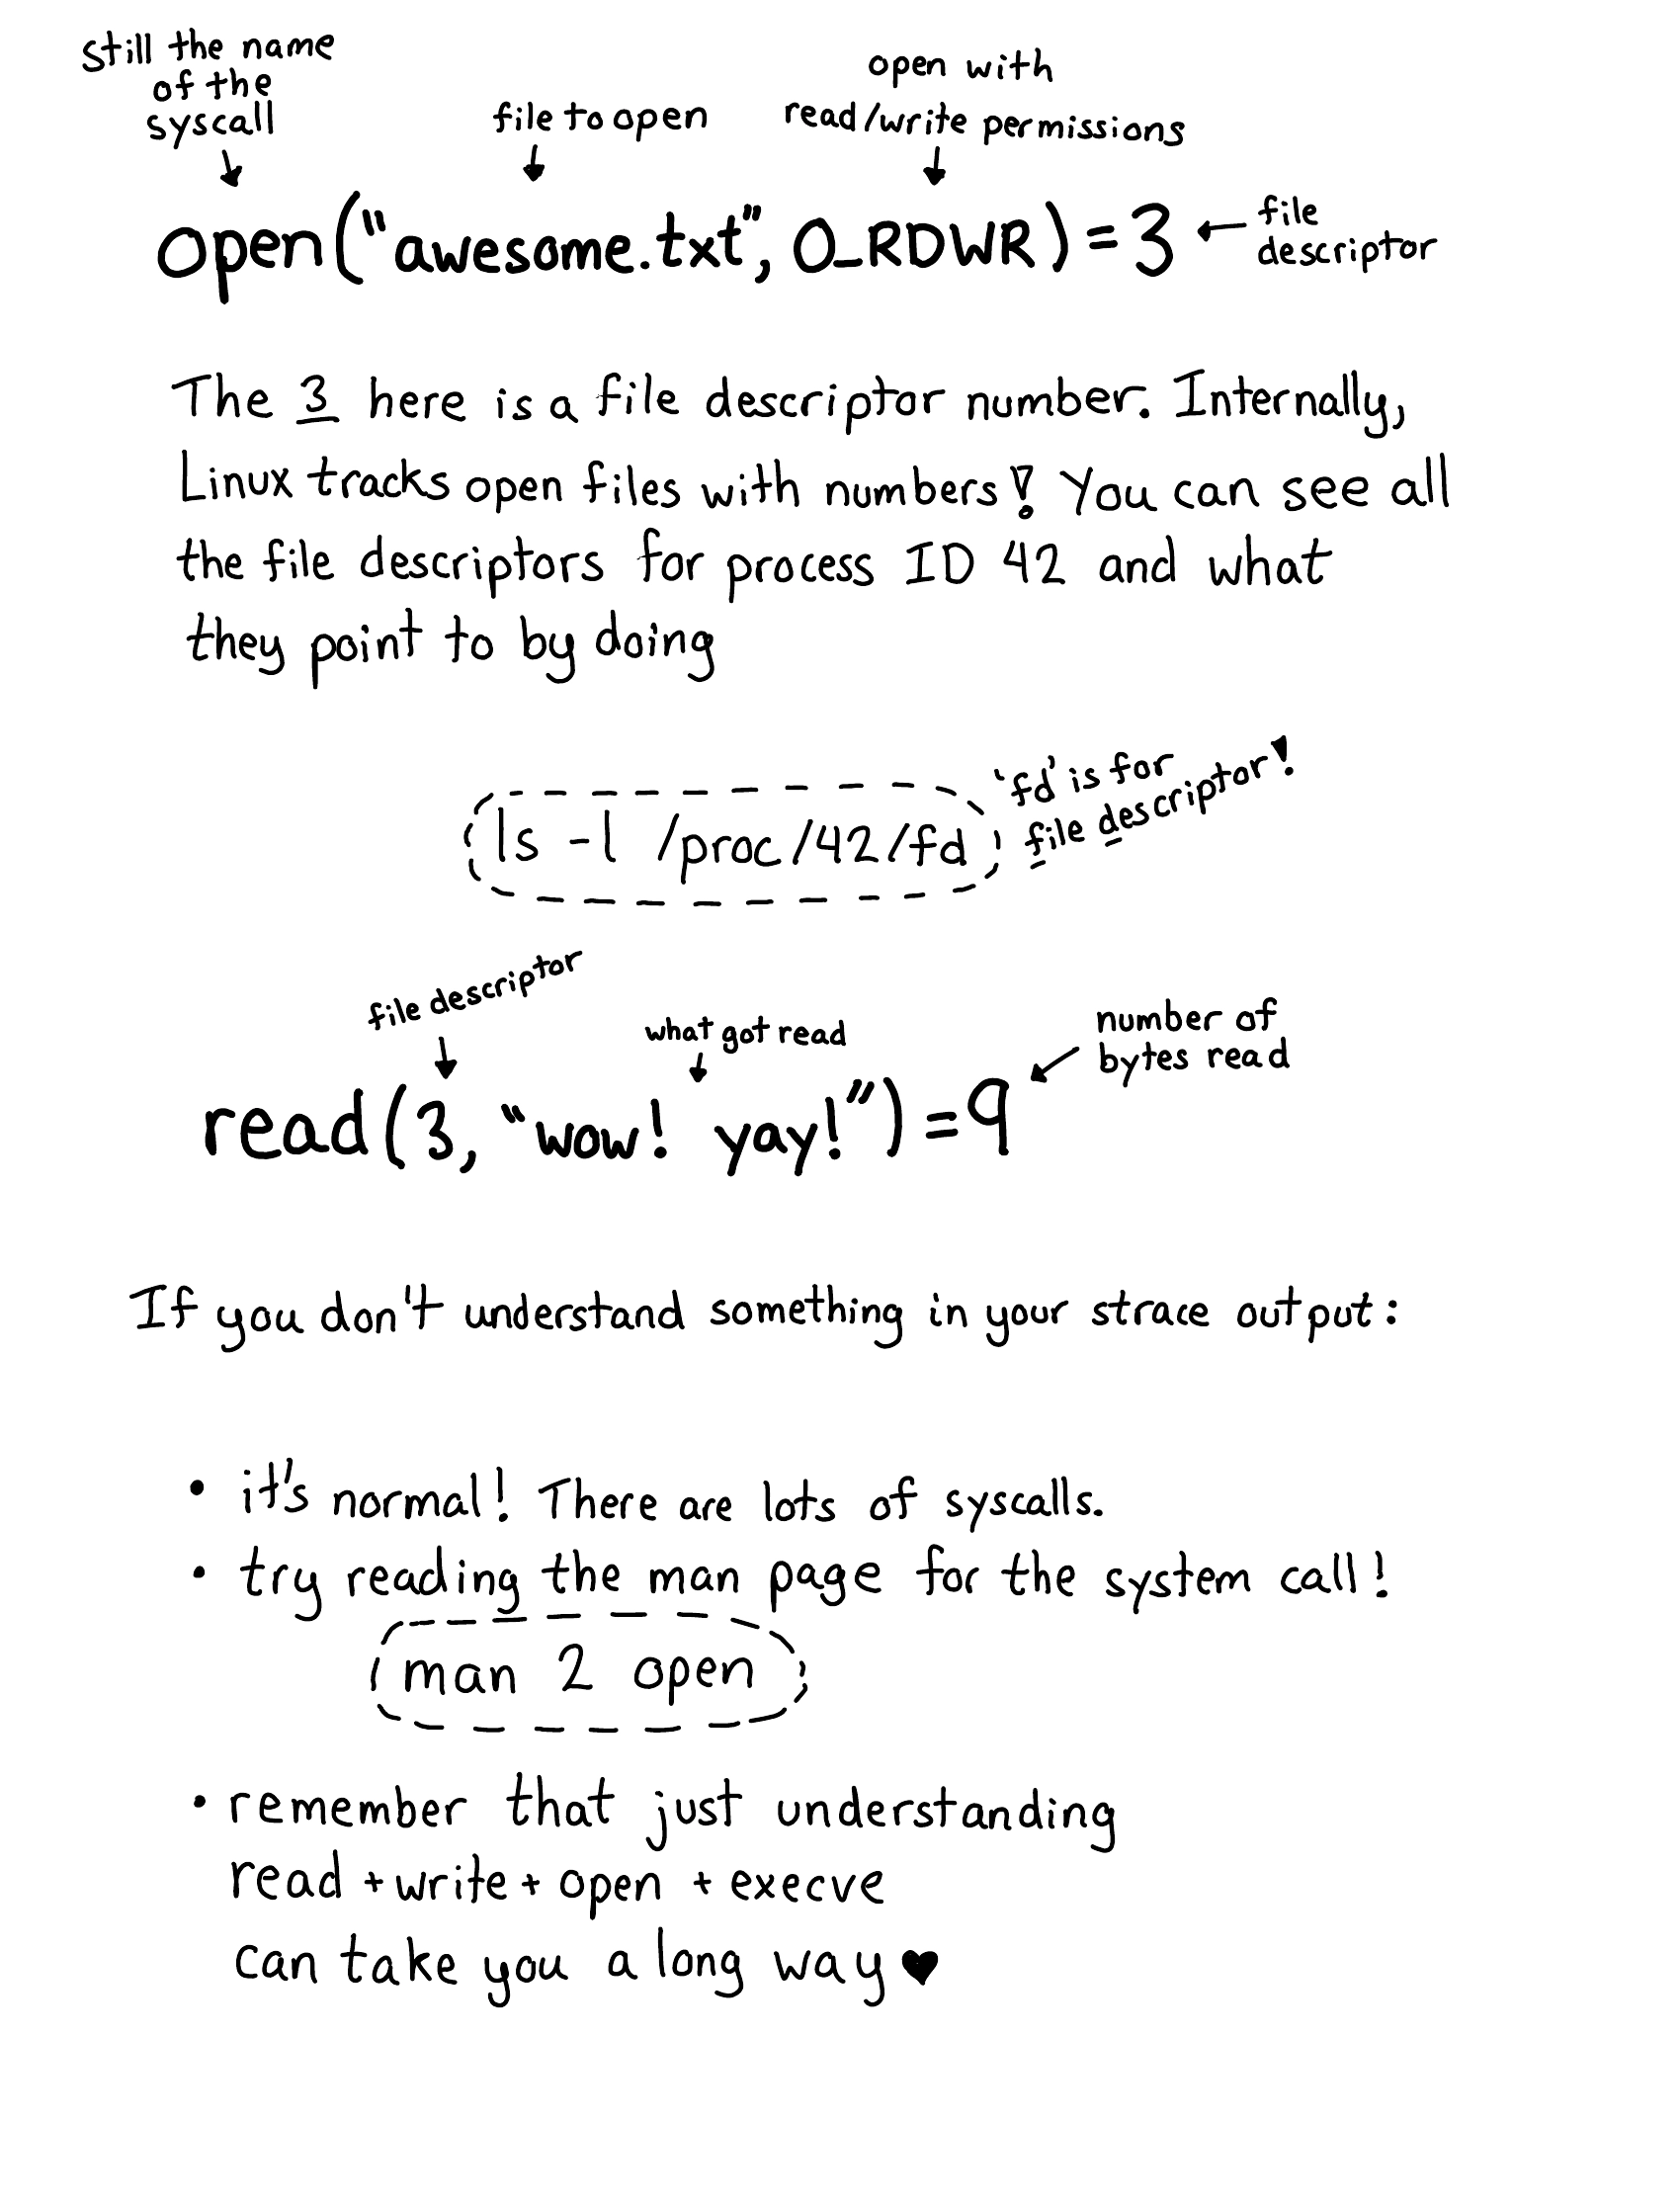 still the name
of the
syscall
file to open
open with
read/write permissions
open("awesome.txt", O_RDWR) = 3
file
descriptor
The 3 here is a file descriptor number. Internally,
Linux tracks open files with numbers! You can see all
the file descriptors for process ID 42 and what
they point to by doing
ls -l /proc/42/fd
'fd' is for
file descriptor!
file descriptor
what got read
number of
bytes read
read(3, "wow! yay!") = 9
If you don't understand something in your strace output:
• it's normal! There are lots of syscalls.
• try reading the man page for the system call!
man 2 open
• remember that just understanding
read + write + open + execve
can take you a long way ♥